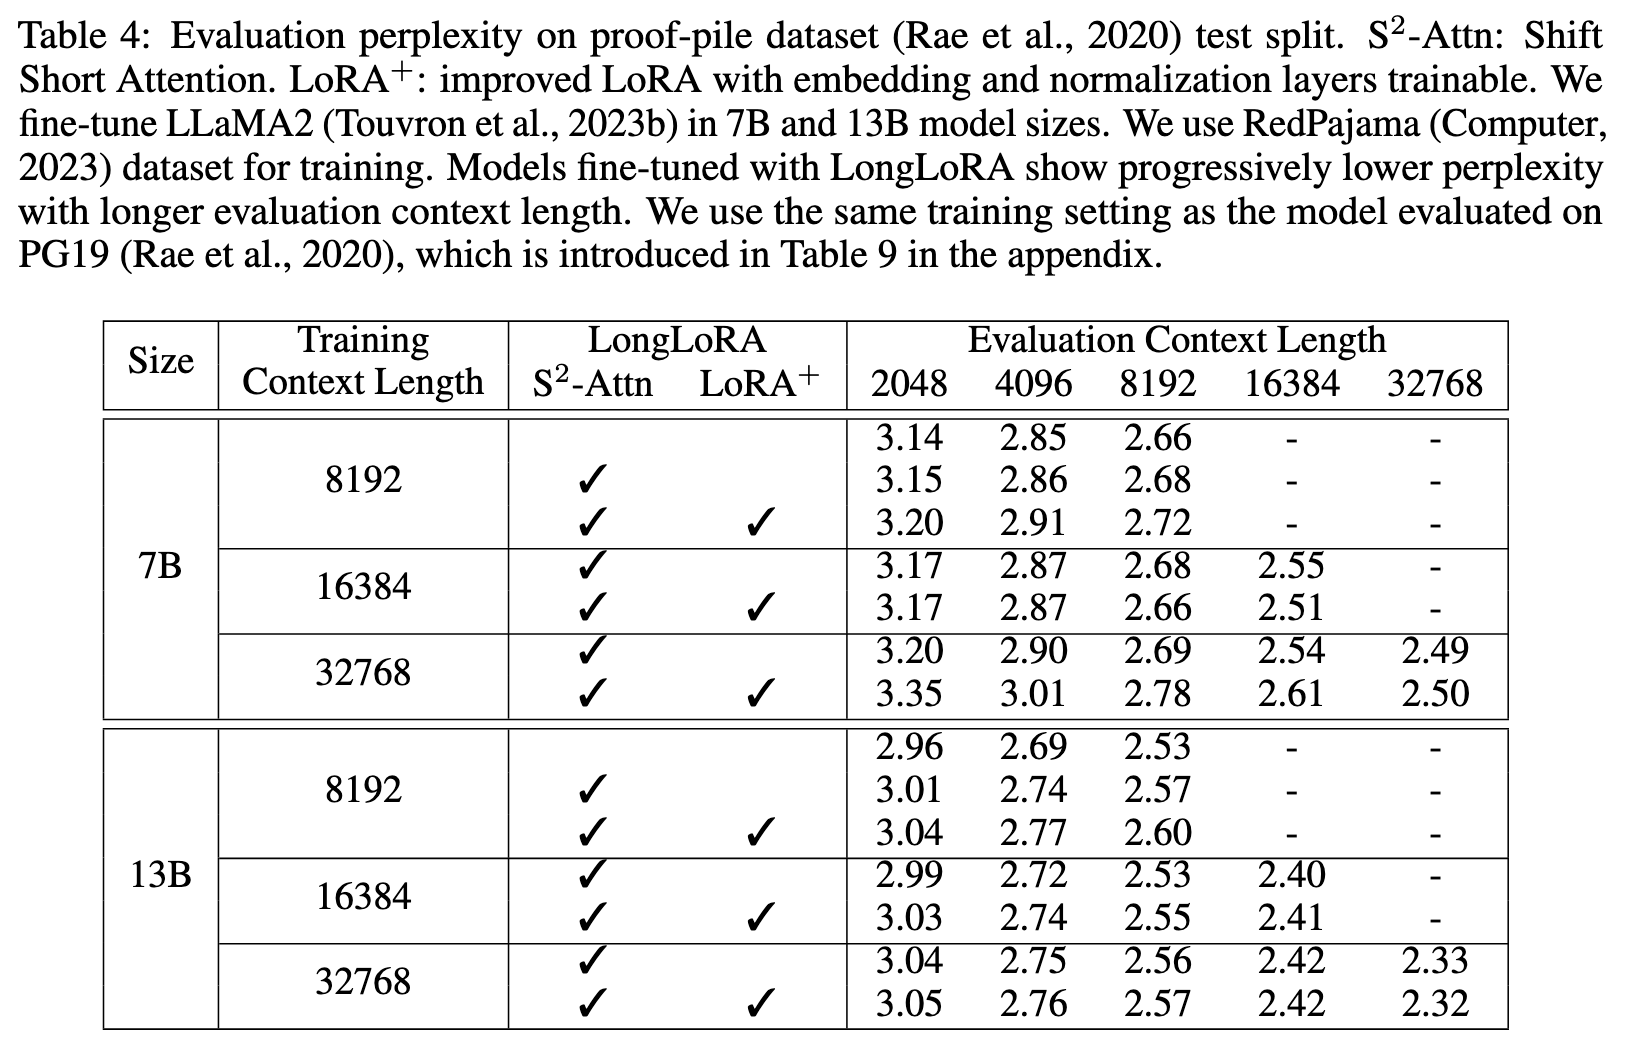 Table 4: Evaluation perplexity on proof-pile dataset (Rae et al., 2020) test split. S²-Attn: Shift
Short Attention. LoRA⁺: improved LoRA with embedding and normalization layers trainable. We
fine-tune LLaMA2 (Touvron et al., 2023b) in 7B and 13B model sizes. We use RedPajama (Computer,
2023) dataset for training. Models fine-tuned with LongLoRA show progressively lower perplexity
with longer evaluation context length. We use the same training setting as the model evaluated on
PG19 (Rae et al., 2020), which is introduced in Table 9 in the appendix.
Size Training Context Length LongLoRA Evaluation Context Length
S²-Attn LoRA⁺ 2048 4096 8192 16384 32768
7B 8192 3.14 2.85 2.66 - -
✓ 3.15 2.86 2.68 - -
✓ ✓ 3.20 2.91 2.72 - -
16384 ✓ 3.17 2.87 2.68 2.55 -
✓ ✓ 3.17 2.87 2.66 2.51 -
32768 ✓ 3.20 2.90 2.69 2.54 2.49
✓ ✓ 3.35 3.01 2.78 2.61 2.50
13B 8192 2.96 2.69 2.53 - -
✓ 3.01 2.74 2.57 - -
✓ ✓ 3.04 2.77 2.60 - -
16384 ✓ 2.99 2.72 2.53 2.40 -
✓ ✓ 3.03 2.74 2.55 2.41 -
32768 ✓ 3.04 2.75 2.56 2.42 2.33
✓ ✓ 3.05 2.76 2.57 2.42 2.32